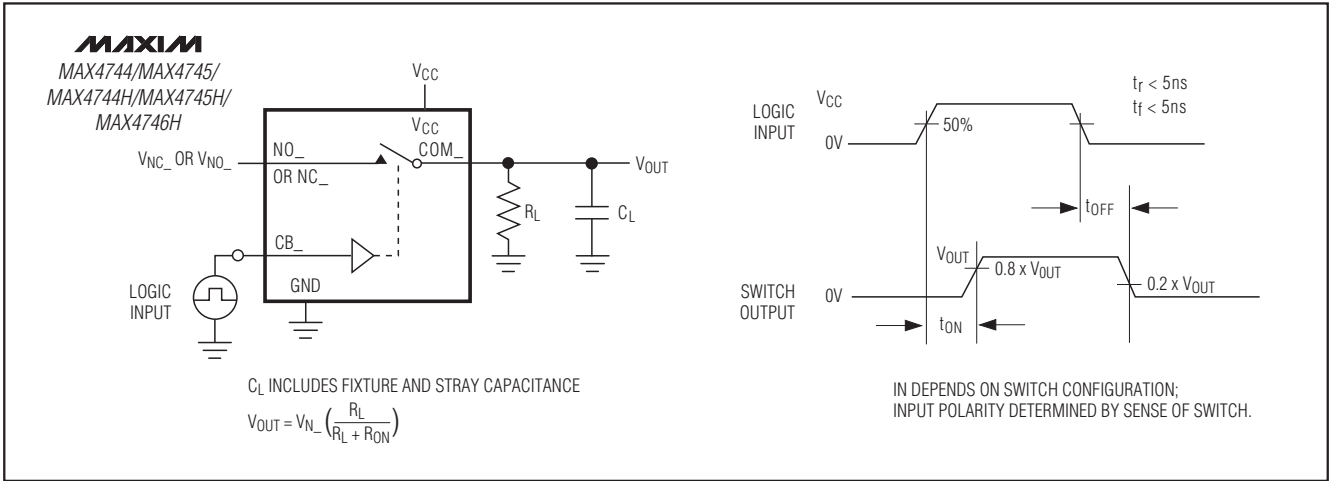 MAXIM
MAX4744/MAX4745/
MAX4744H/MAX4745H/
MAX4746H
VCC
VCC
VNC_ OR VNO_
NO_
OR NC_
COM_
VOUT
RL
CL
CB_
GND
LOGIC
INPUT
CL INCLUDES FIXTURE AND STRAY CAPACITANCE
VOUT = VN_ (RL / RL + RON)
LOGIC
INPUT
VCC
0V
50%
tr < 5ns
tf < 5ns
tOFF
SWITCH
OUTPUT
VOUT
0V
0.8 x VOUT
0.2 x VOUT
tON
IN DEPENDS ON SWITCH CONFIGURATION;
INPUT POLARITY DETERMINED BY SENSE OF SWITCH.